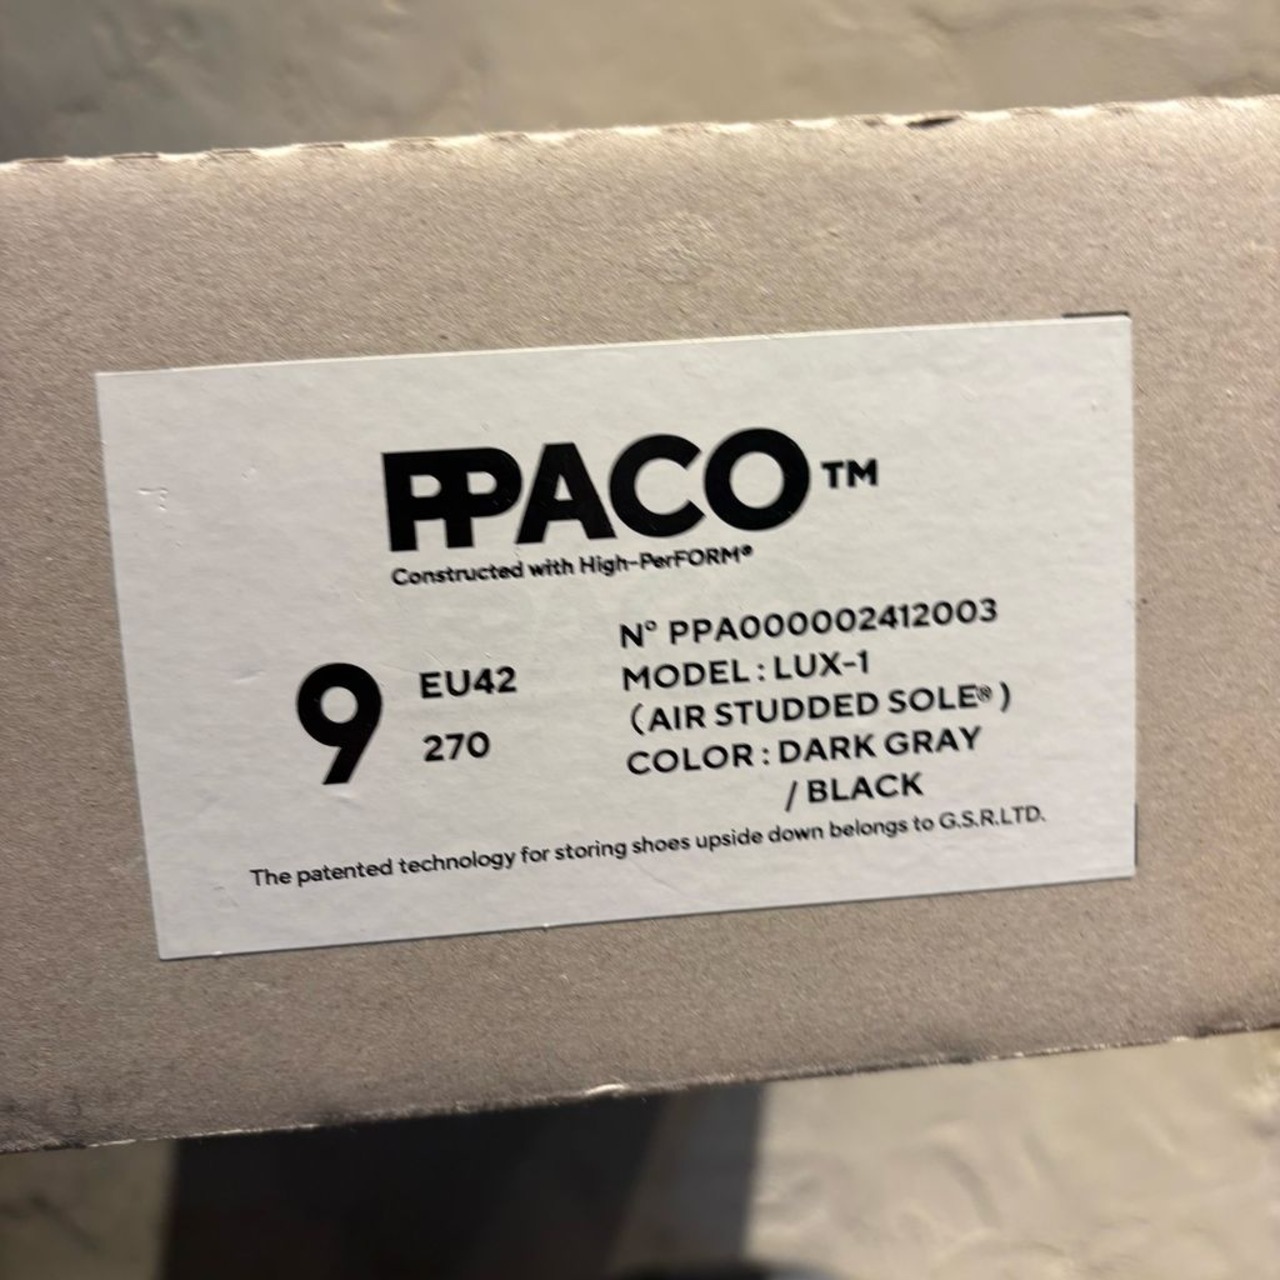 PPACO™
Constructed with High-PerFORM®
9
EU42
270
N° PPA000002412003
MODEL : LUX-1
(AIR STUDDED SOLE® )
COLOR : DARK GRAY
/ BLACK
The patented technology for storing shoes upside down belongs to G.S.R.LTD.